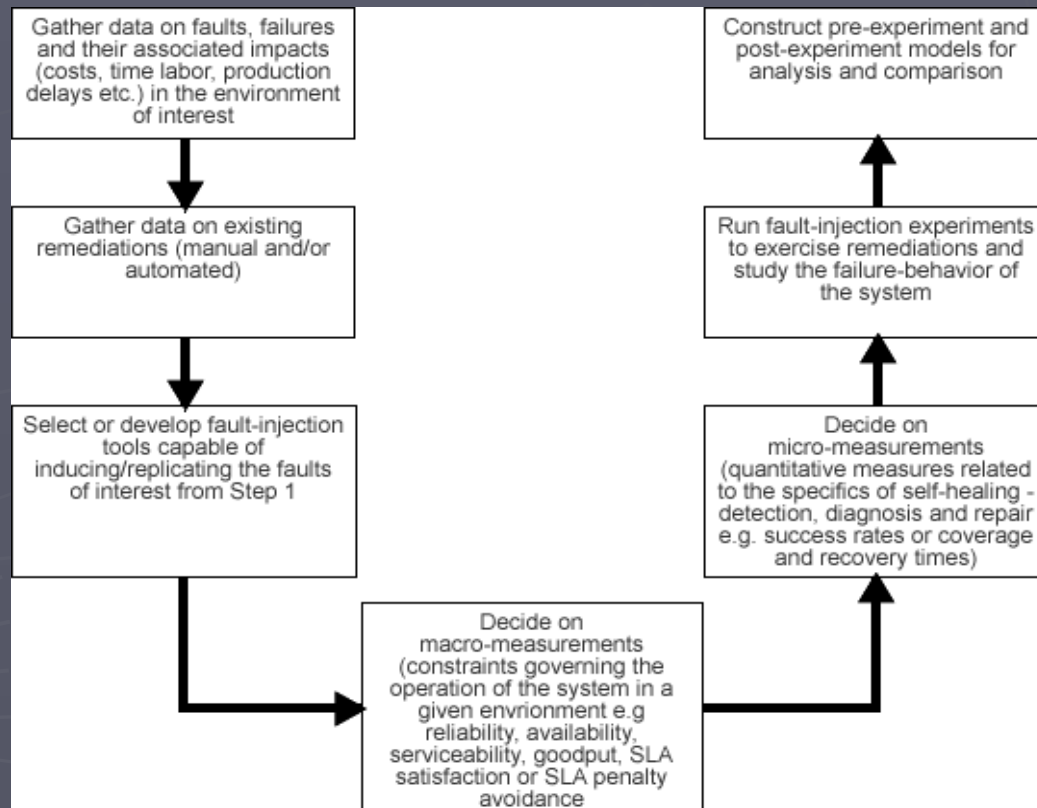 Gather data on faults, failures
and their associated impacts
(costs, time labor, production
delays etc.) in the environment
of interest
Gather data on existing
remediations (manual and/or
automated)
Select or develop fault-injection
tools capable of
inducing/replicating the faults
of interest from Step 1
Decide on
macro-measurements
(constraints governing the
operation of the system in a
given envrionment e.g
reliability, availability,
serviceability, goodput, SLA
satisfaction or SLA penalty
avoidance
Decide on
micro-measurements
(quantitative measures related
to the specifics of self-healing -
detection, diagnosis and repair
e.g. success rates or coverage
and recovery times)
Run fault-injection experiments
to exercise remediations and
study the failure-behavior of
the system
Construct pre-experiment and
post-experiment models for
analysis and comparison